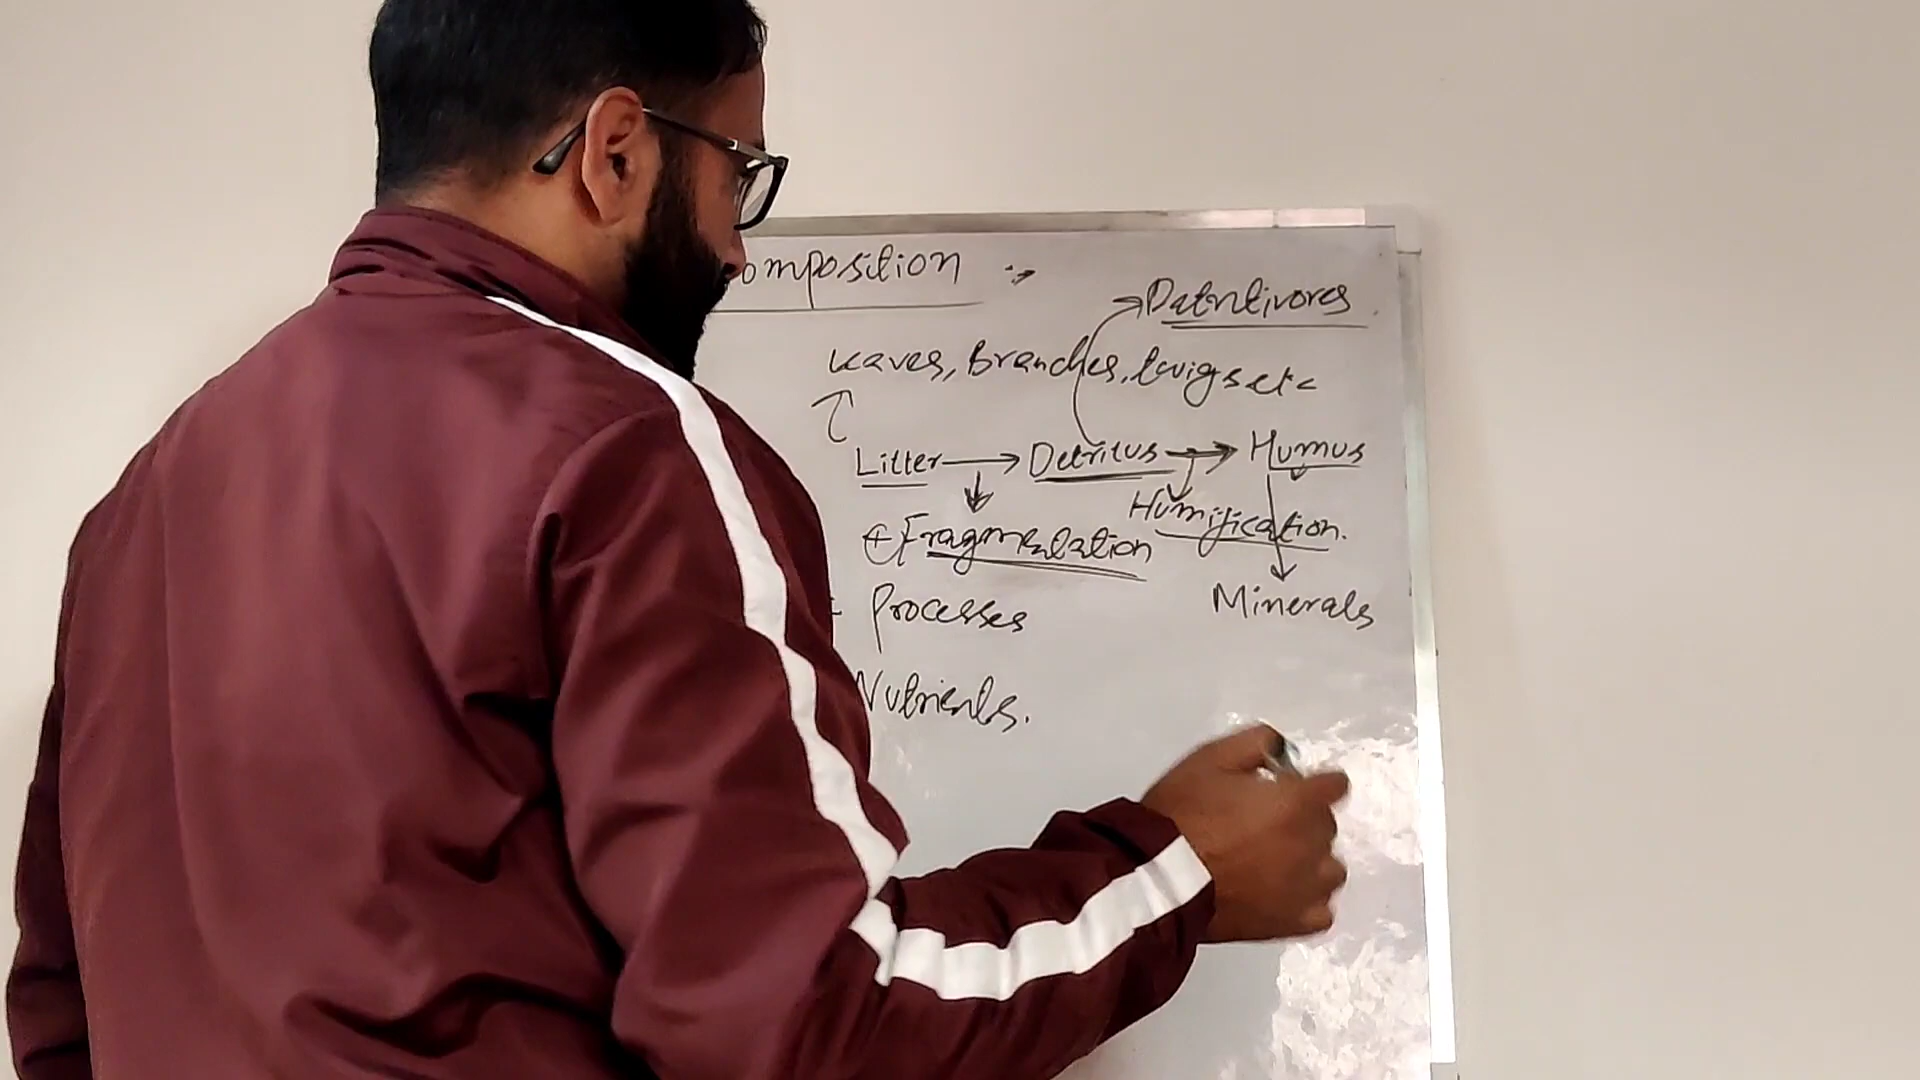 omposition :→
→Detritivores.
Leaves, Branches, twigs etc
Litter → Detritus → Humus
Humification.
+ Fragmentation
Processes
Minerals
Nutrients.